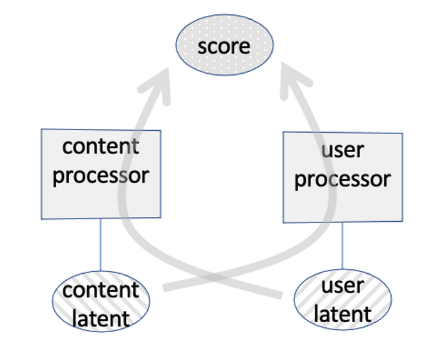 score
content
processor
user
processor
content
latent
user
latent